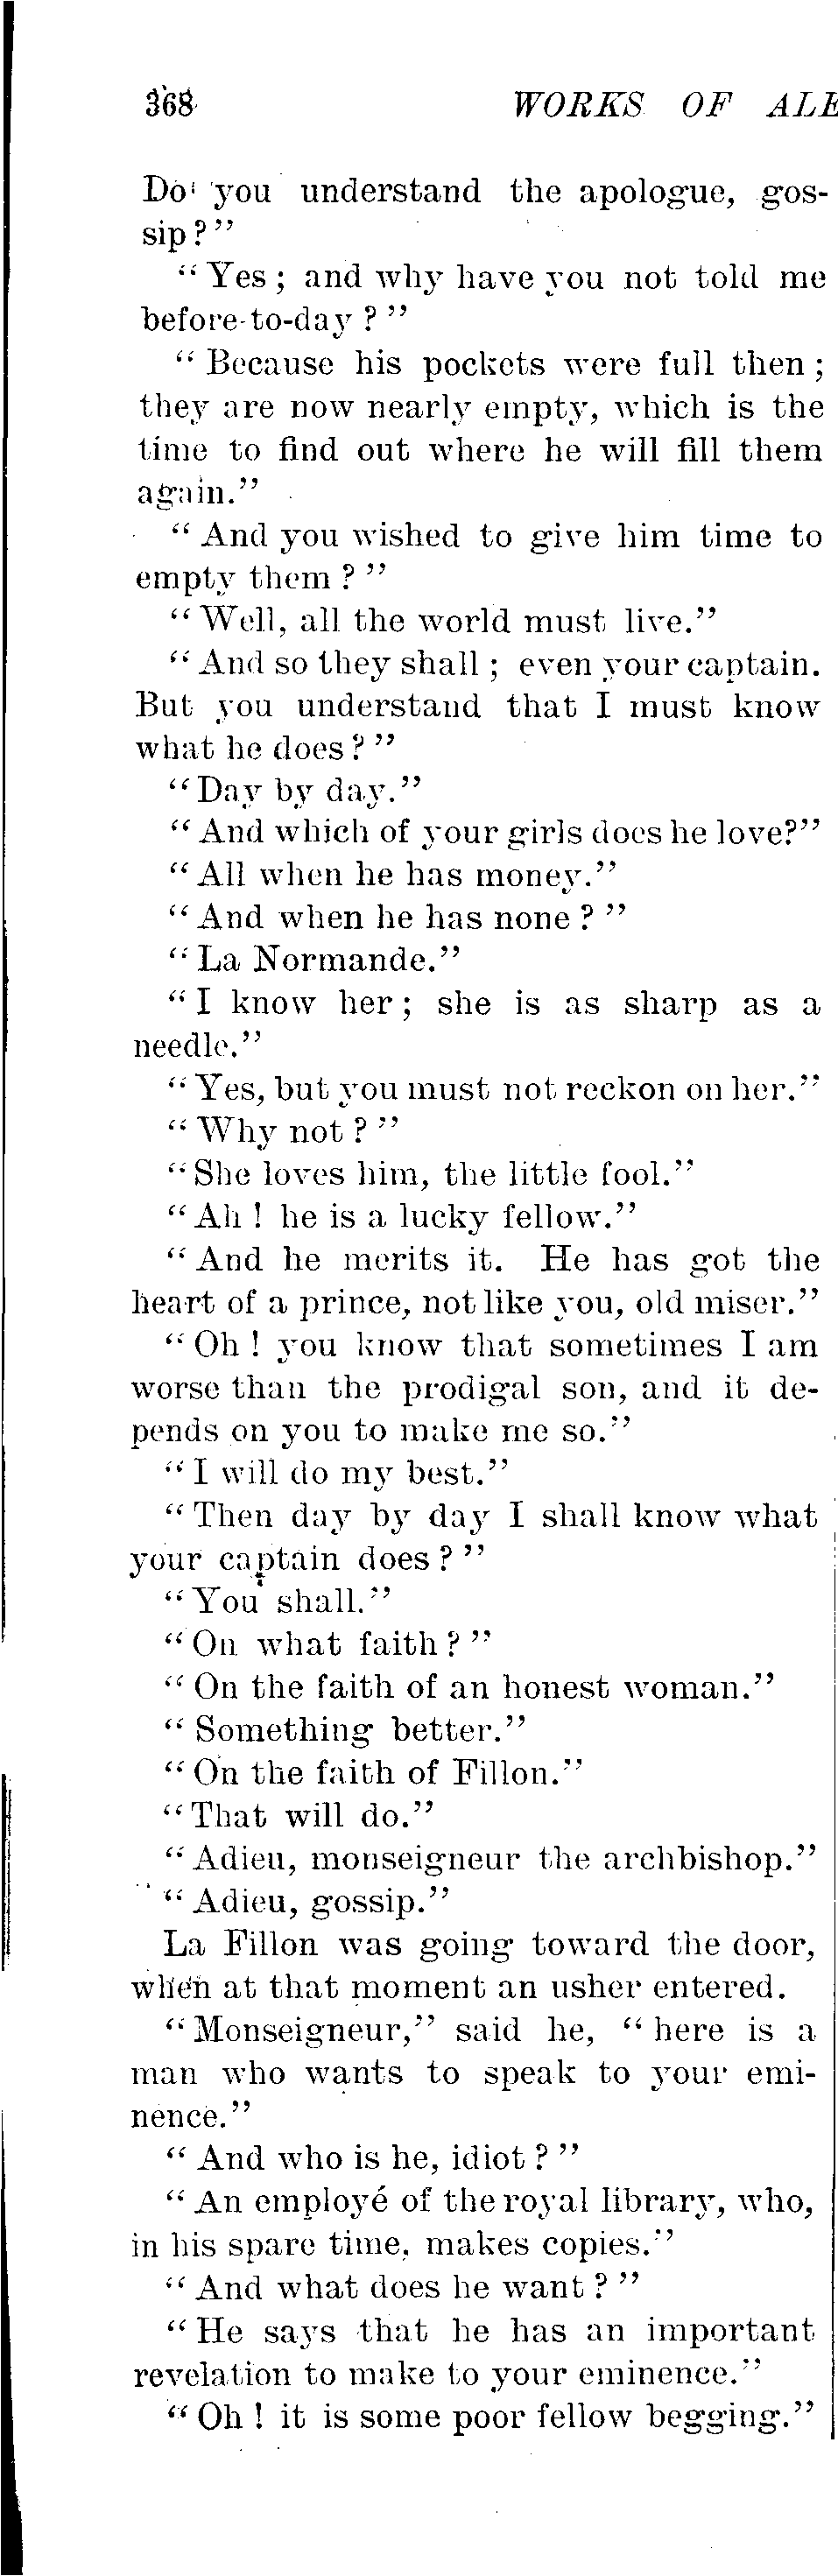 368 WORKS OF ALE
Do you understand the apologue, gos-
sip?"
"Yes; and why have you not told me
before-to-day?"
"Because his pockets were full then;
they are now nearly empty, which is the
time to find out where he will fill them
again."
"And you wished to give him time to
empty them?"
"Well, all the world must live."
"And so they shall; even your captain.
But you understand that I must know
what he does?"
"Day by day."
"And which of your girls does he love?"
"All when he has money."
"And when he has none?"
"La Normande."
"I know her; she is as sharp as a
needle."
"Yes, but you must not reckon on her."
"Why not?"
"She loves him, the little fool."
"Ah! he is a lucky fellow."
"And he merits it. He has got the
heart of a prince, not like you, old miser."
"Oh! you know that sometimes I am
worse than the prodigal son, and it de-
pends on you to make me so."
"I will do my best."
"Then day by day I shall know what
your captain does?"
"You shall."
"On what faith?"
"On the faith of an honest woman."
"Something better."
"On the faith of Fillon."
"That will do."
"Adieu, monseigneur the archbishop."
"Adieu, gossip."
La Fillon was going toward the door,
when at that moment an usher entered.
"Monseigneur," said he, "here is a
man who wants to speak to your emi-
nence."
"And who is he, idiot?"
"An employé of the royal library, who,
in his spare time, makes copies."
"And what does he want?"
"He says that he has an important
revelation to make to your eminence."
"Oh! it is some poor fellow begging."